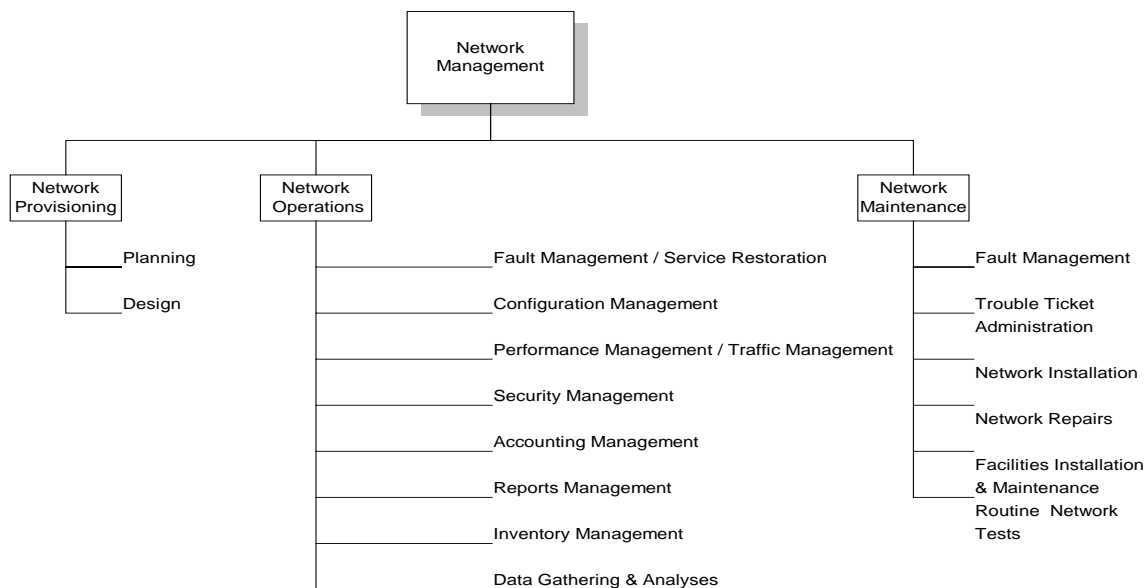 Network
Management
Network
Provisioning
Network
Operations
Network
Maintenance
Planning
Design
Fault Management / Service Restoration
Configuration Management
Performance Management / Traffic Management
Security Management
Accounting Management
Reports Management
Inventory Management
Data Gathering & Analyses
Fault Management
Trouble Ticket
Administration
Network Installation
Network Repairs
Facilities Installation
& Maintenance
Routine Network
Tests